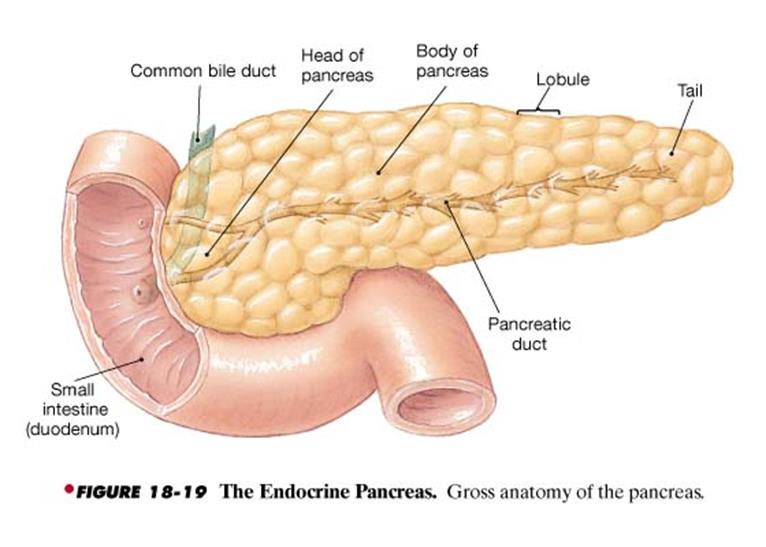 Common bile duct
Head of
pancreas
Body of
pancreas
Lobule
Tail
Pancreatic
duct
Small
intestine
(duodenum)
•FIGURE 18-19 The Endocrine Pancreas. Gross anatomy of the pancreas.